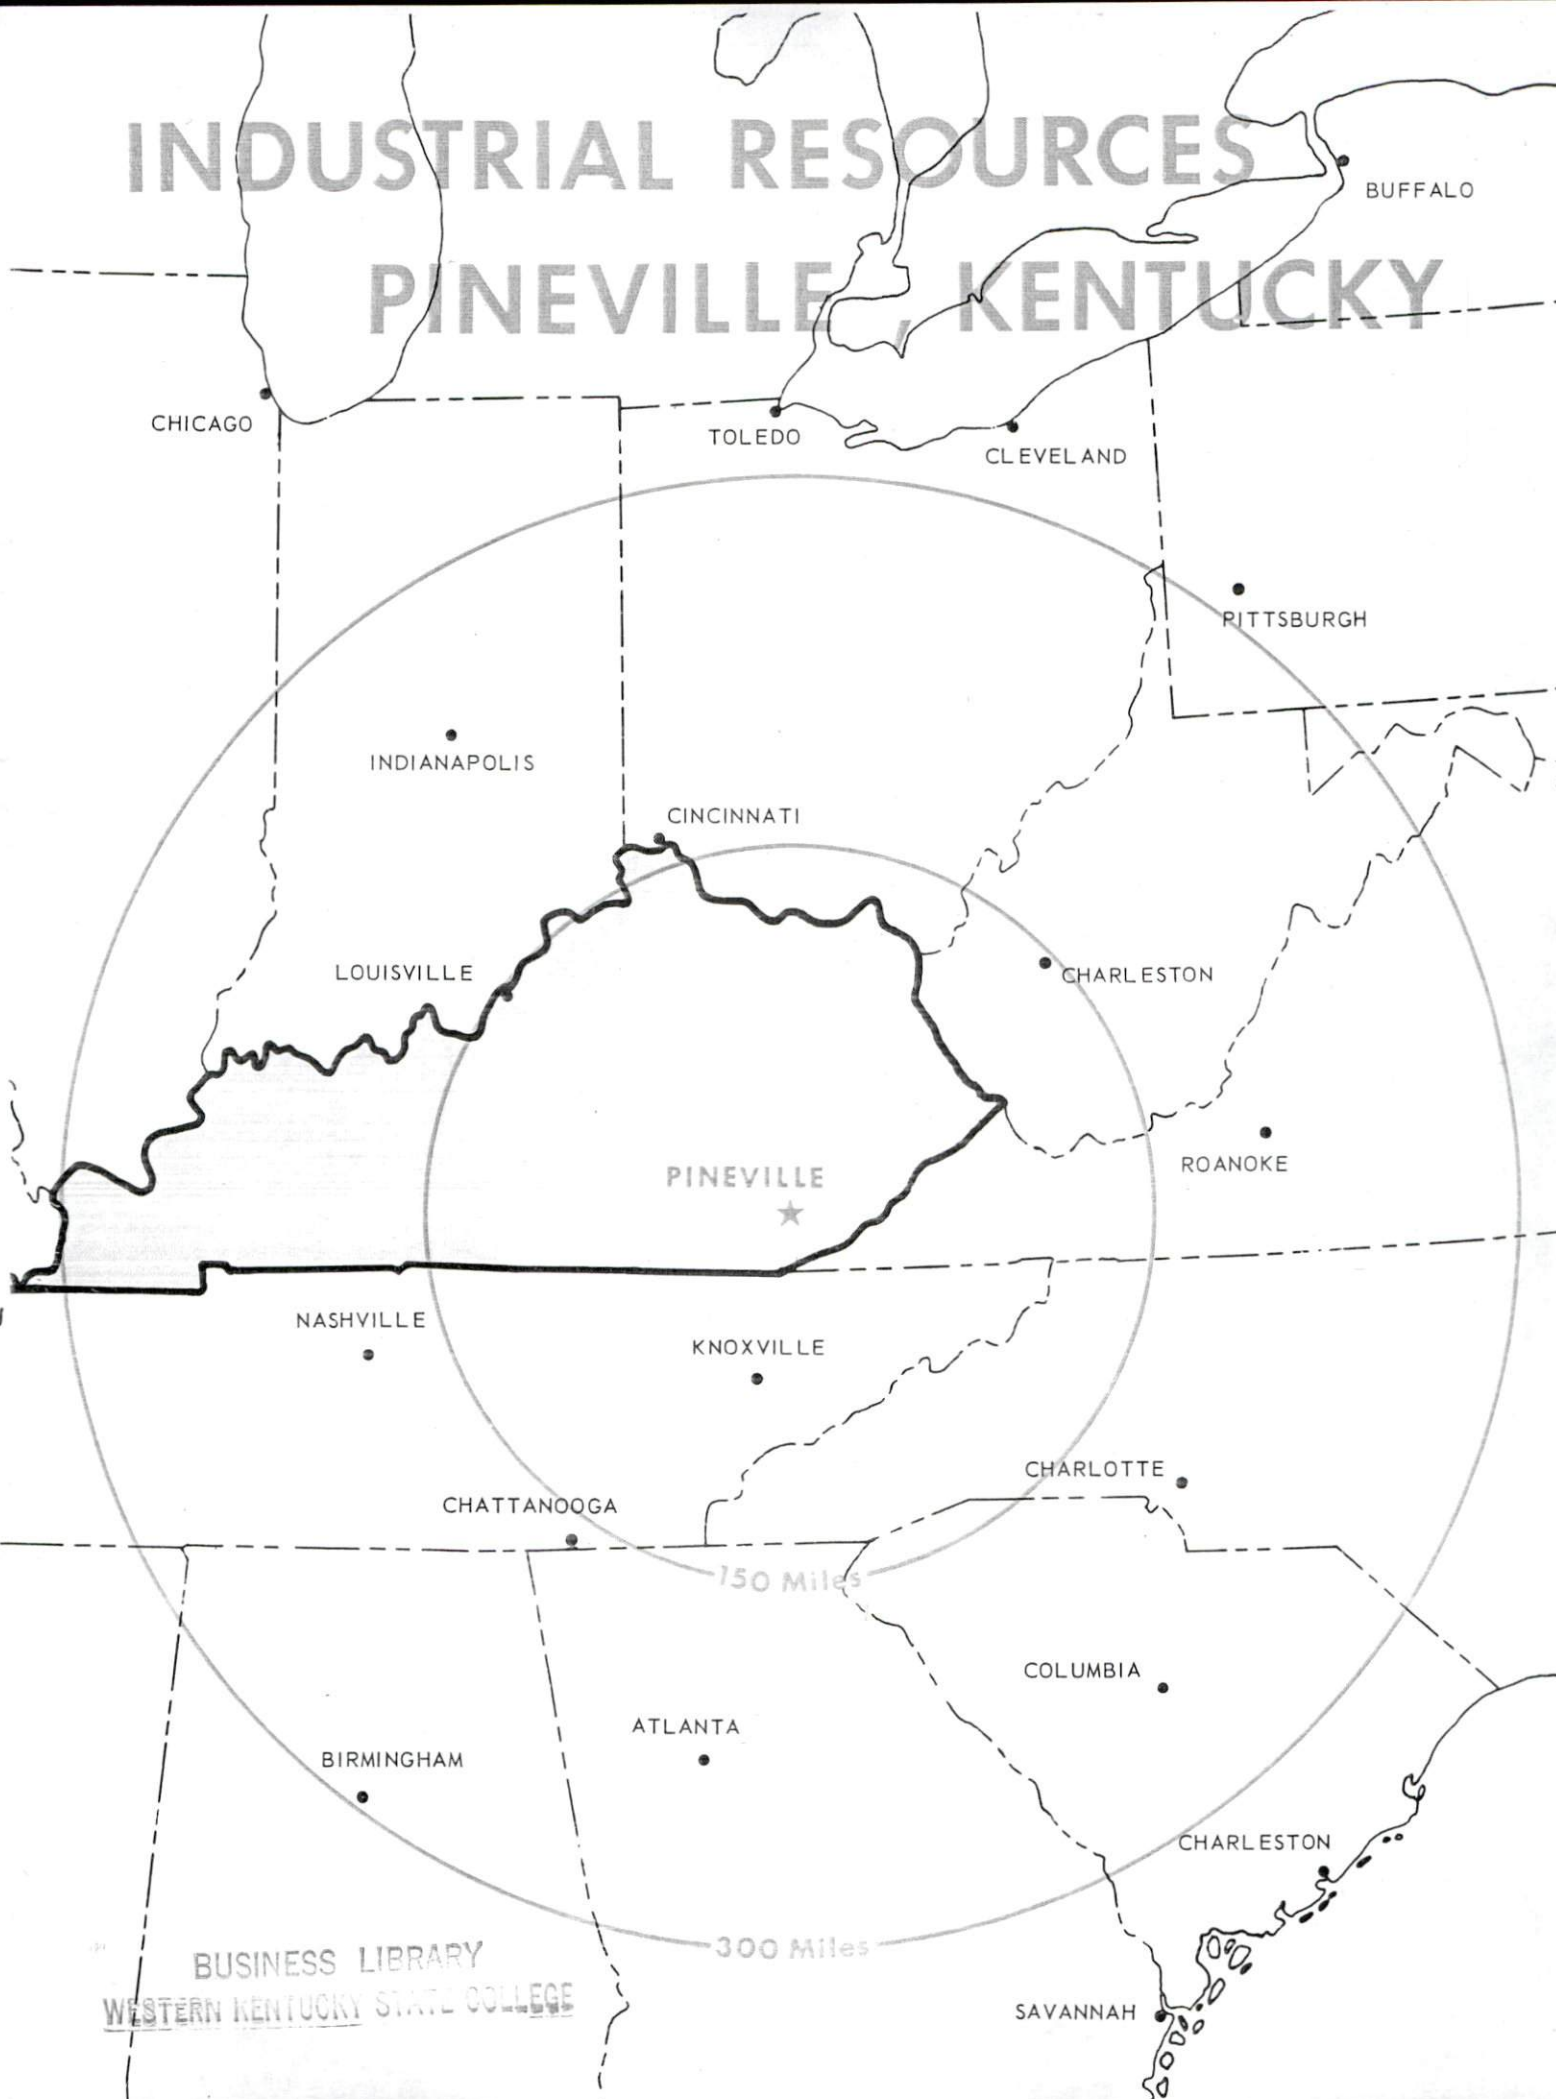 INDUSTRIAL RESOURCES
BUFFALO
PINEVILLE, KENTUCKY
CHICAGO
TOLEDO
CLEVELAND
PITTSBURGH
INDIANAPOLIS
CINCINNATI
LOUISVILLE
CHARLESTON
ROANOKE
PINEVILLE
NASHVILLE
KNOXVILLE
CHARLOTTE
CHATTANOOGA
150 Miles
COLUMBIA
ATLANTA
BIRMINGHAM
CHARLESTON
300 Miles
BUSINESS LIBRARY
WESTERN KENTUCKY STATE COLLEGE
SAVANNAH